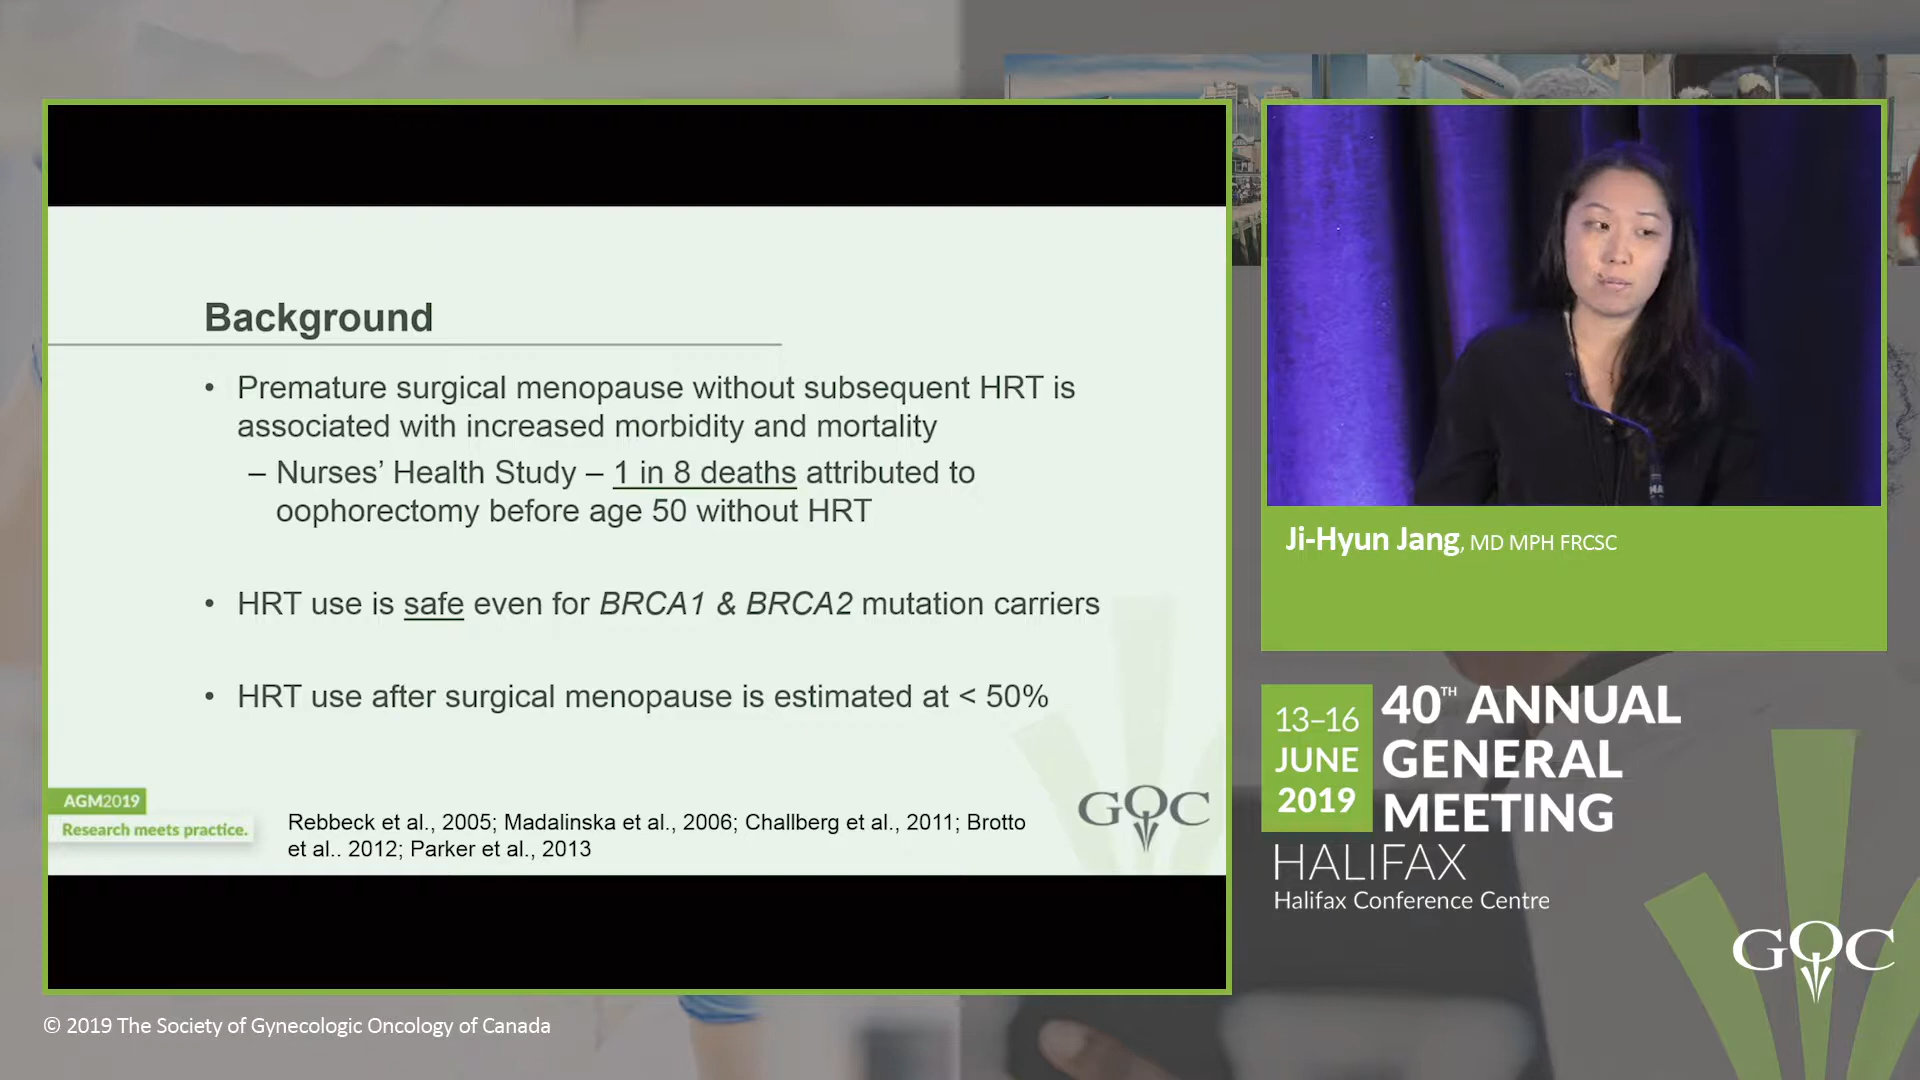 Background
• Premature surgical menopause without subsequent HRT is
associated with increased morbidity and mortality
– Nurses’ Health Study – 1 in 8 deaths attributed to
oophorectomy before age 50 without HRT
• HRT use is safe even for BRCA1 & BRCA2 mutation carriers
• HRT use after surgical menopause is estimated at < 50%
AGM2019
Research meets practice.
Rebbeck et al., 2005; Madalinska et al., 2006; Challberg et al., 2011; Brotto
et al.. 2012; Parker et al., 2013
GOC
Ji-Hyun Jang, MD MPH FRCSC
13–16
JUNE
2019
40TH ANNUAL
GENERAL
MEETING
HALIFAX
Halifax Conference Centre
GOC
© 2019 The Society of Gynecologic Oncology of Canada